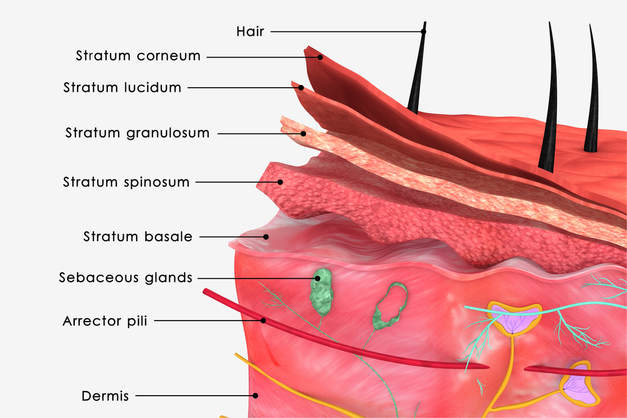 Hair
Stratum corneum
Stratum lucidum
Stratum granulosum
Stratum spinosum
Stratum basale
Sebaceous glands
Arrector pili
Dermis